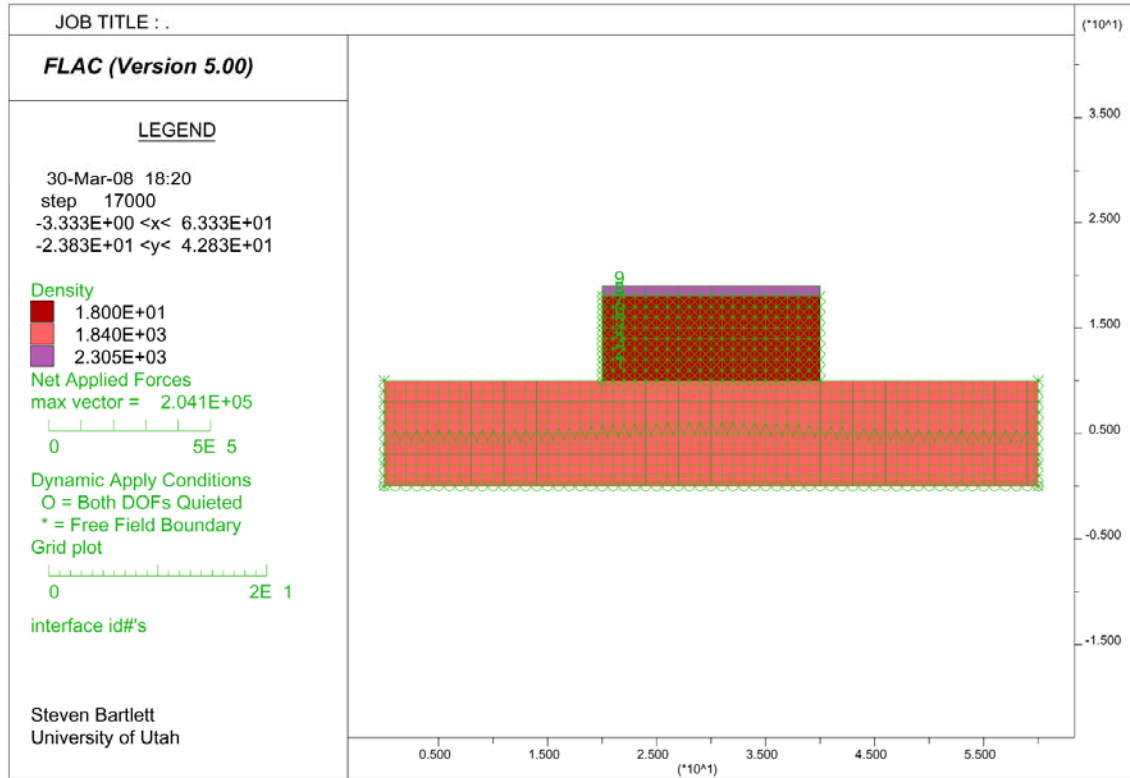 JOB TITLE : .
FLAC (Version 5.00)
LEGEND
30-Mar-08 18:20
step 17000
-3.333E+00 <x< 6.333E+01
-2.383E+01 <y< 4.283E+01
Density
1.800E+01
1.840E+03
2.305E+03
Net Applied Forces
max vector = 2.041E+05
0 5E 5
Dynamic Apply Conditions
O = Both DOFs Quieted
* = Free Field Boundary
Grid plot
0 2E 1
interface id#'s
Steven Bartlett
University of Utah
(*10^1)
3.500
2.500
1.500
0.500
-0.500
-1.500
9
0.500 1.500 2.500 3.500 4.500 5.500
(*10^1)